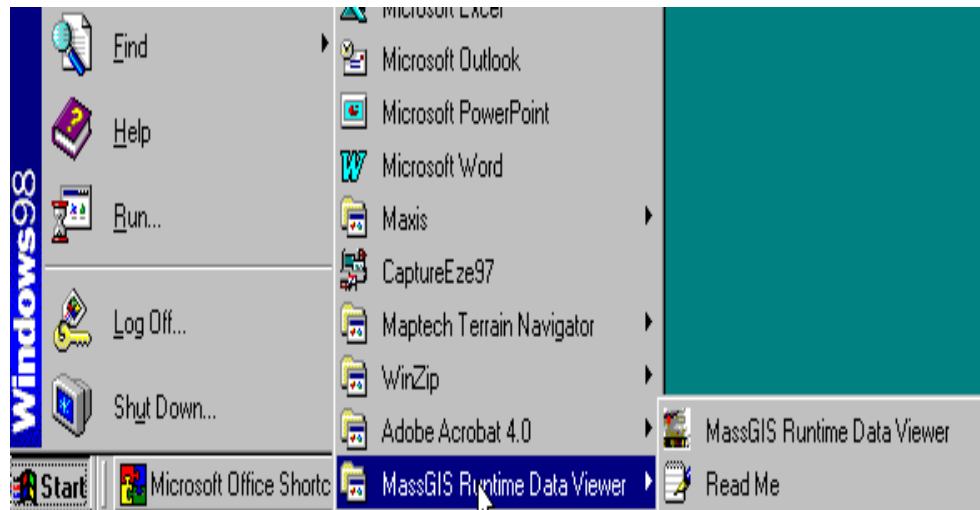 Windows98
Find
Help
Run...
Log Off...
Shut Down...
Start
Microsoft Office Shortc
Microsoft Excel
Microsoft Outlook
Microsoft PowerPoint
Microsoft Word
Maxis
CaptureEze97
Maptech Terrain Navigator
WinZip
Adobe Acrobat 4.0
MassGIS Runtime Data Viewer
MassGIS Runtime Data Viewer
Read Me